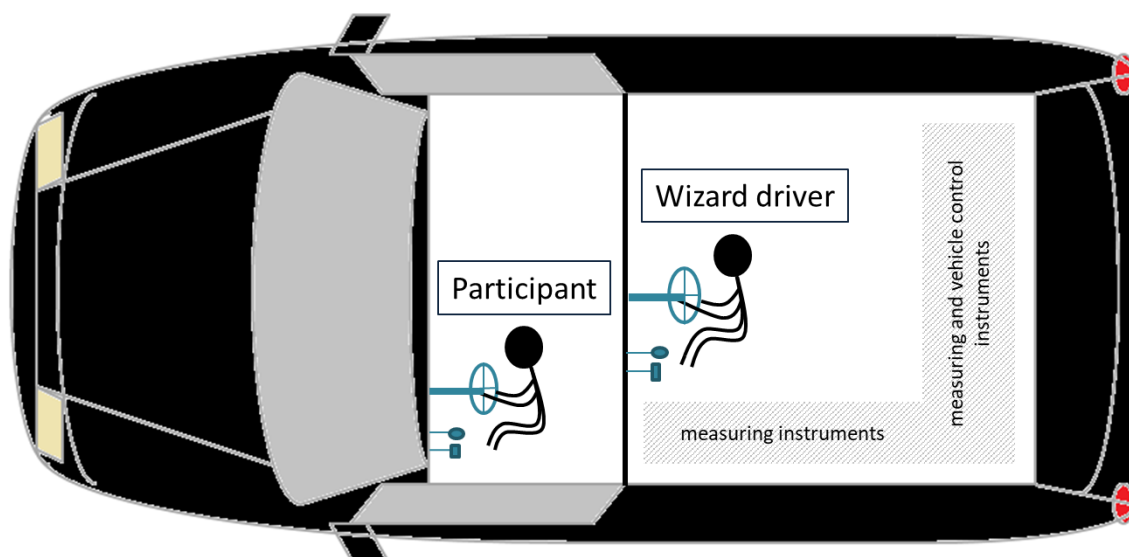 Wizard driver
Participant
measuring and vehicle control
instruments
measuring instruments